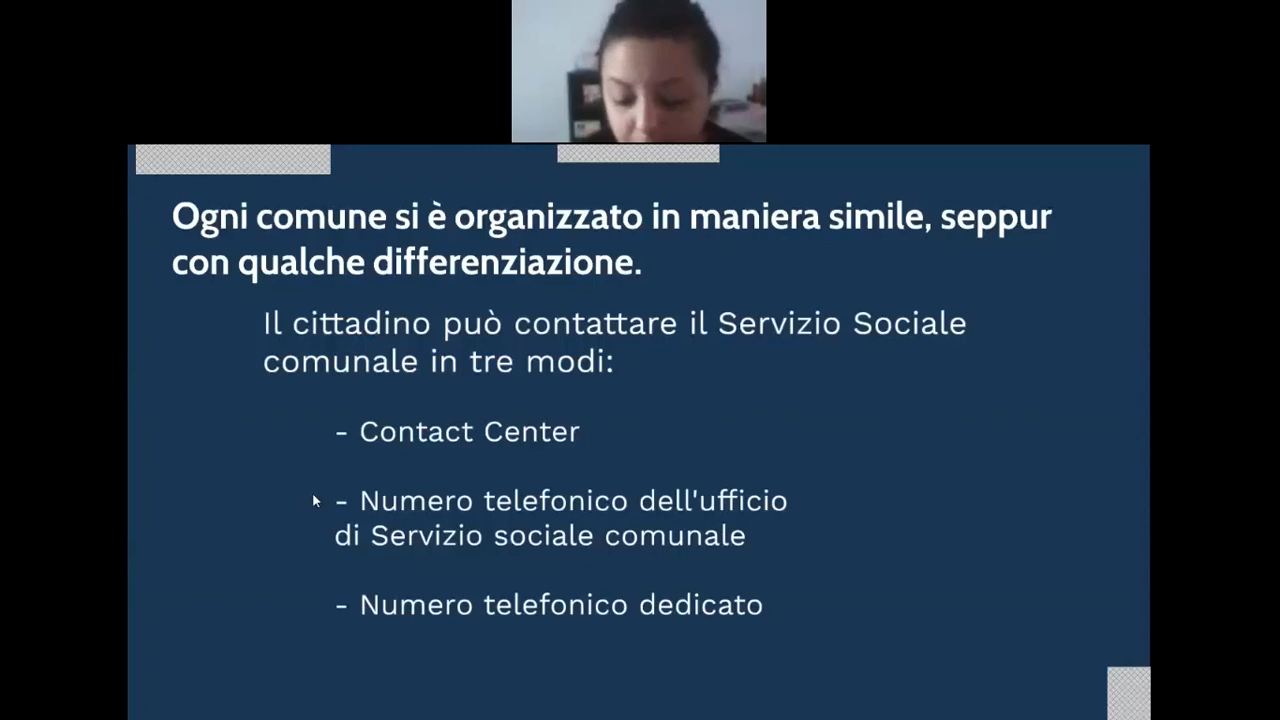 Ogni comune si è organizzato in maniera simile, seppur
con qualche differenziazione.
Il cittadino può contattare il Servizio Sociale
comunale in tre modi:
- Contact Center
- Numero telefonico dell'ufficio
di Servizio sociale comunale
- Numero telefonico dedicato